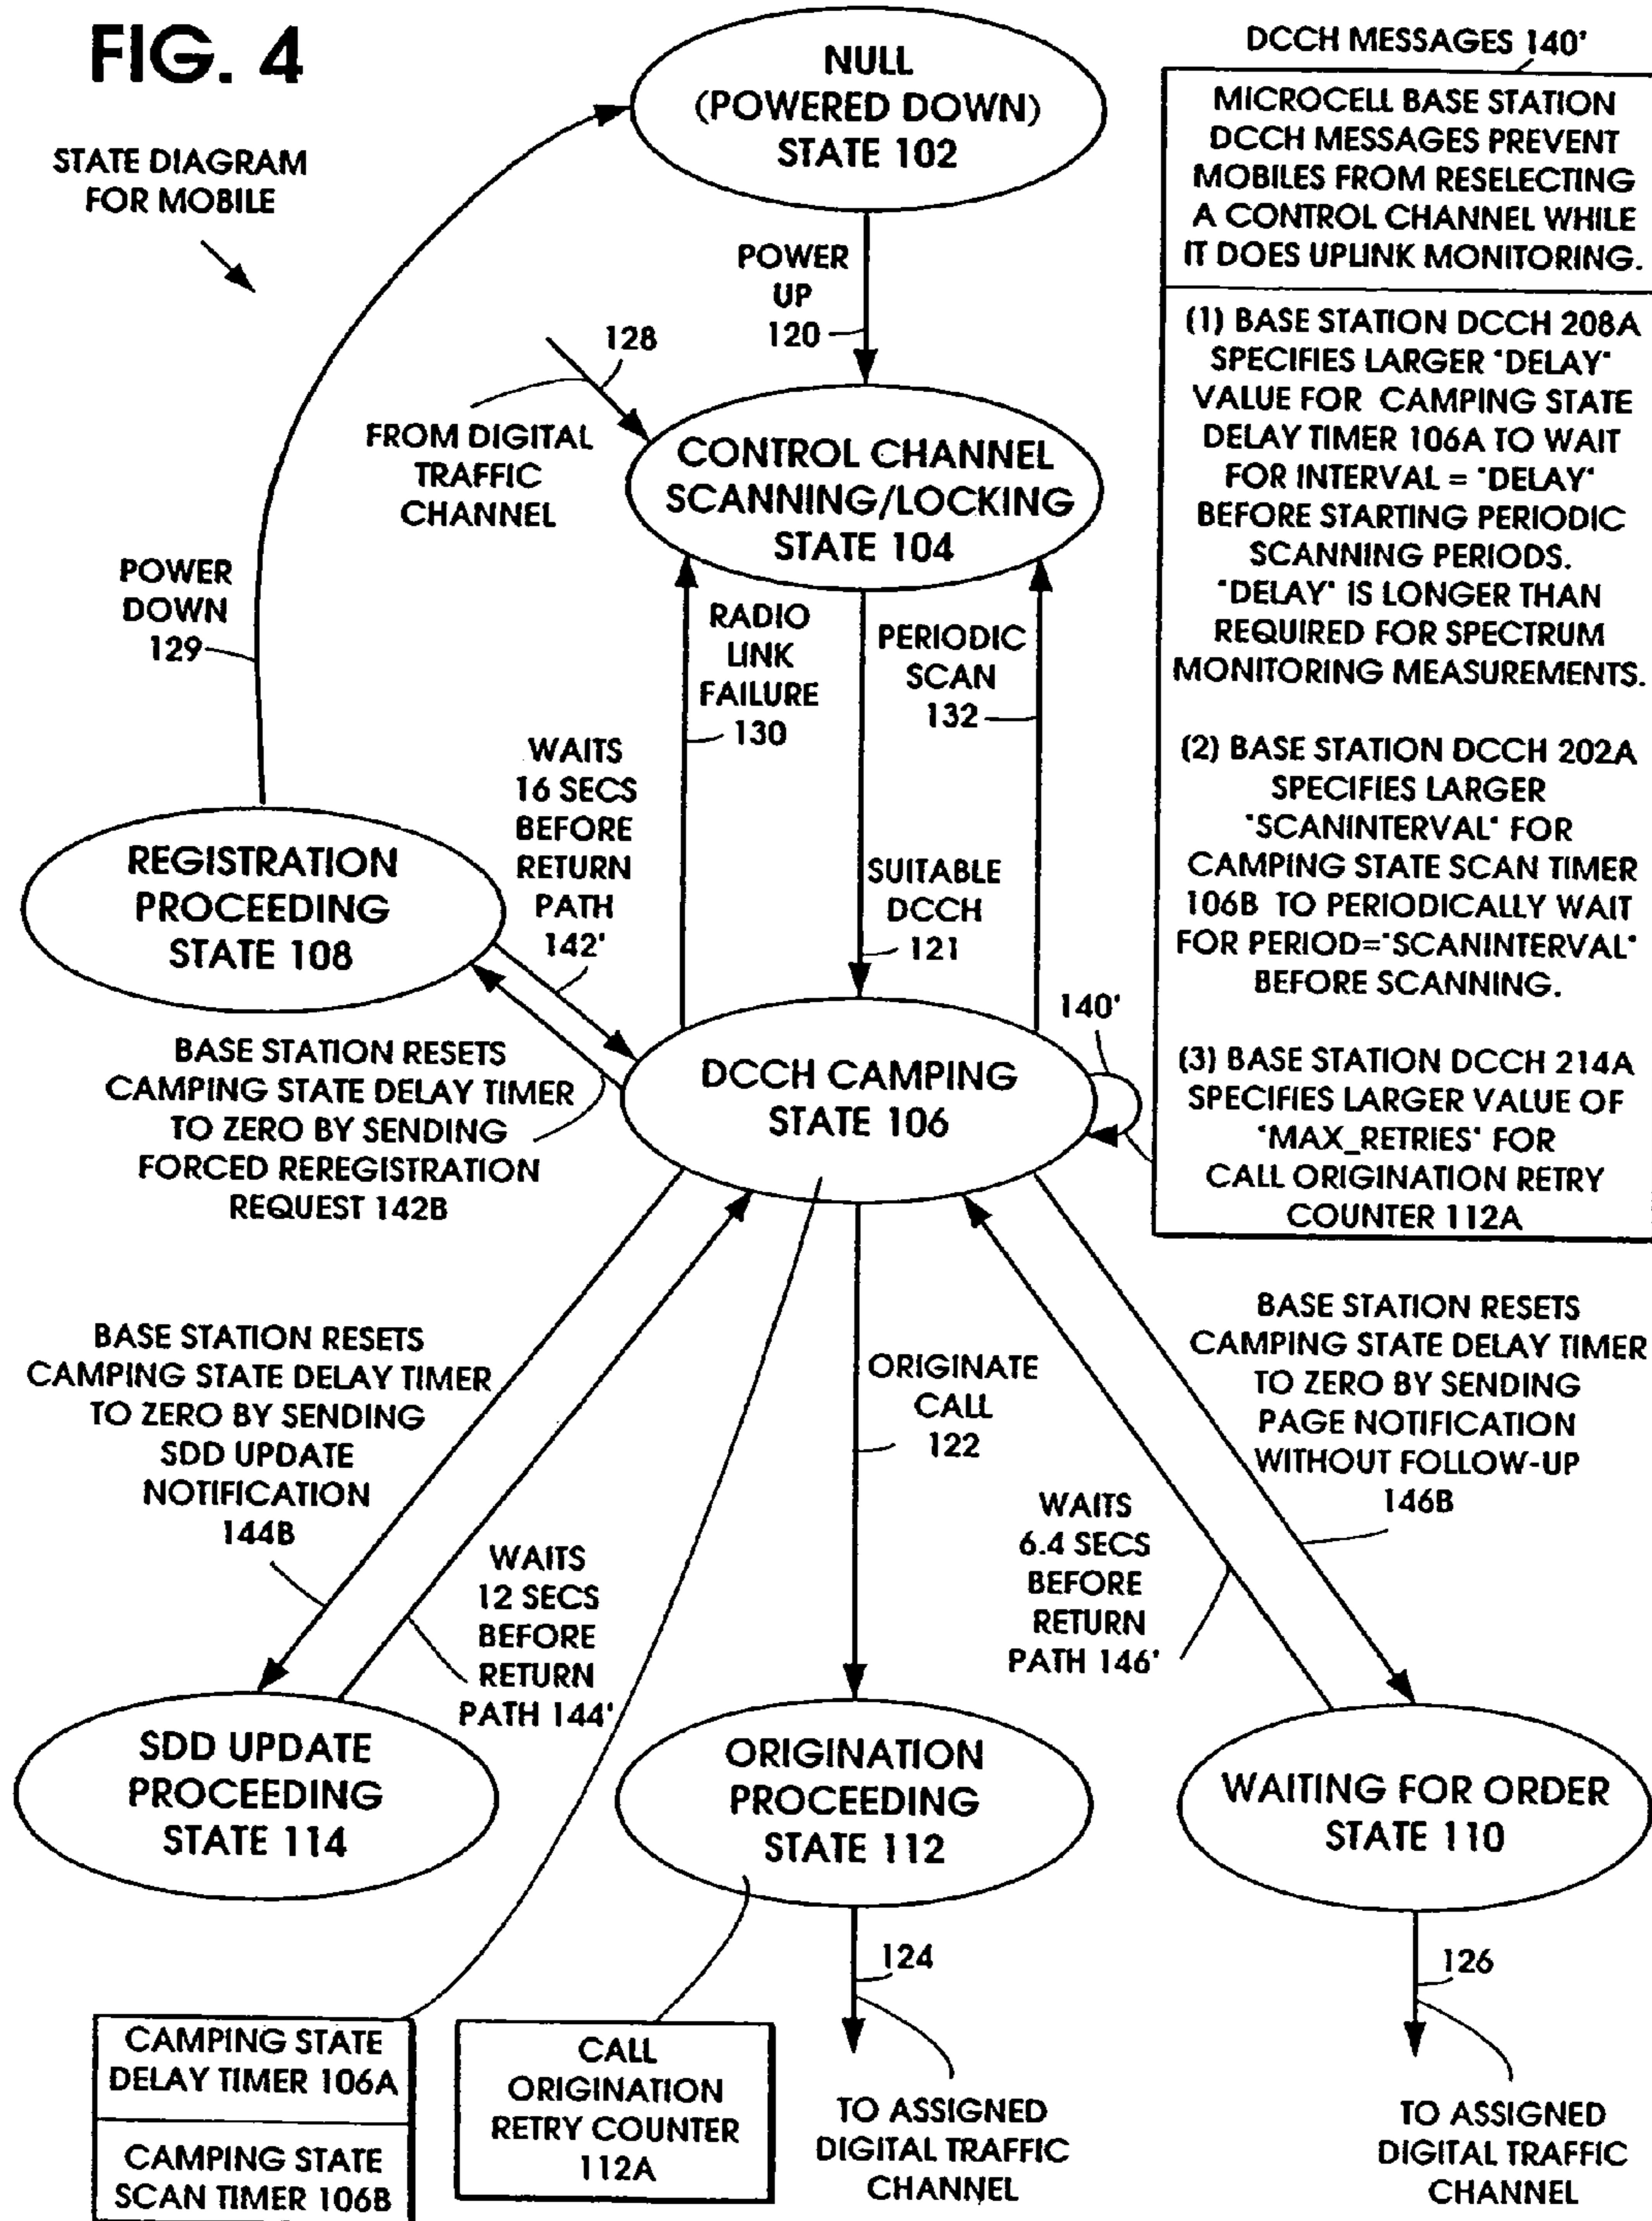 FIG. 4
STATE DIAGRAM
FOR MOBILE
NULL
(POWERED DOWN)
STATE 102
POWER
UP
120
128
FROM DIGITAL
TRAFFIC
CHANNEL
CONTROL CHANNEL
SCANNING/LOCKING
STATE 104
POWER
DOWN
129
RADIO
LINK
FAILURE
130
PERIODIC
SCAN
132
WAITS
16 SECS
BEFORE
RETURN
PATH
142'
SUITABLE
DCCH
121
REGISTRATION
PROCEEDING
STATE 108
140'
DCCH CAMPING
STATE 106
BASE STATION RESETS
CAMPING STATE DELAY TIMER
TO ZERO BY SENDING
FORCED REREGISTRATION
REQUEST 142B
DCCH MESSAGES 140'
MICROCELL BASE STATION
DCCH MESSAGES PREVENT
MOBILES FROM RESELECTING
A CONTROL CHANNEL WHILE
IT DOES UPLINK MONITORING.
(1) BASE STATION DCCH 208A
SPECIFIES LARGER "DELAY"
VALUE FOR CAMPING STATE
DELAY TIMER 106A TO WAIT
FOR INTERVAL = "DELAY"
BEFORE STARTING PERIODIC
SCANNING PERIODS.
"DELAY" IS LONGER THAN
REQUIRED FOR SPECTRUM
MONITORING MEASUREMENTS.
(2) BASE STATION DCCH 202A
SPECIFIES LARGER
"SCANINTERVAL" FOR
CAMPING STATE SCAN TIMER
106B TO PERIODICALLY WAIT
FOR PERIOD="SCANINTERVAL"
BEFORE SCANNING.
(3) BASE STATION DCCH 214A
SPECIFIES LARGER VALUE OF
"MAX_RETRIES" FOR
CALL ORIGINATION RETRY
COUNTER 112A
BASE STATION RESETS
CAMPING STATE DELAY TIMER
TO ZERO BY SENDING
SDD UPDATE
NOTIFICATION
144B
WAITS
12 SECS
BEFORE
RETURN
PATH 144'
ORIGINATE
CALL
122
WAITS
6.4 SECS
BEFORE
RETURN
PATH 146'
BASE STATION RESETS
CAMPING STATE DELAY TIMER
TO ZERO BY SENDING
PAGE NOTIFICATION
WITHOUT FOLLOW-UP
146B
SDD UPDATE
PROCEEDING
STATE 114
ORIGINATION
PROCEEDING
STATE 112
WAITING FOR ORDER
STATE 110
124
126
CAMPING STATE
DELAY TIMER 106A
CAMPING STATE
SCAN TIMER 106B
CALL
ORIGINATION
RETRY COUNTER
112A
TO ASSIGNED
DIGITAL TRAFFIC
CHANNEL
TO ASSIGNED
DIGITAL TRAFFIC
CHANNEL